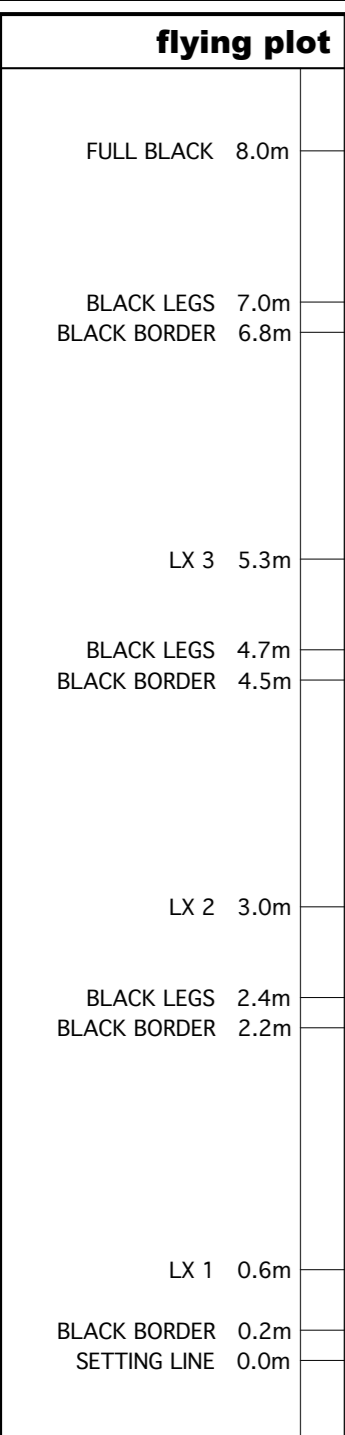 flying plot
FULL BLACK 8.0m
BLACK LEGS 7.0m
BLACK BORDER 6.8m
LX 3 5.3m
BLACK LEGS 4.7m
BLACK BORDER 4.5m
LX 2 3.0m
BLACK LEGS 2.4m
BLACK BORDER 2.2m
LX 1 0.6m
BLACK BORDER 0.2m
SETTING LINE 0.0m